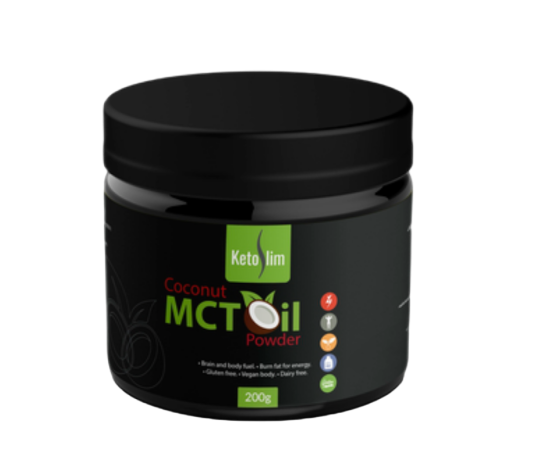 Keto Slim
Coconut
MCT Oil
Powder
• Brain and body fuel. • Burn fat for energy.
• Gluten free. • Vegan body. • Dairy free.
200g